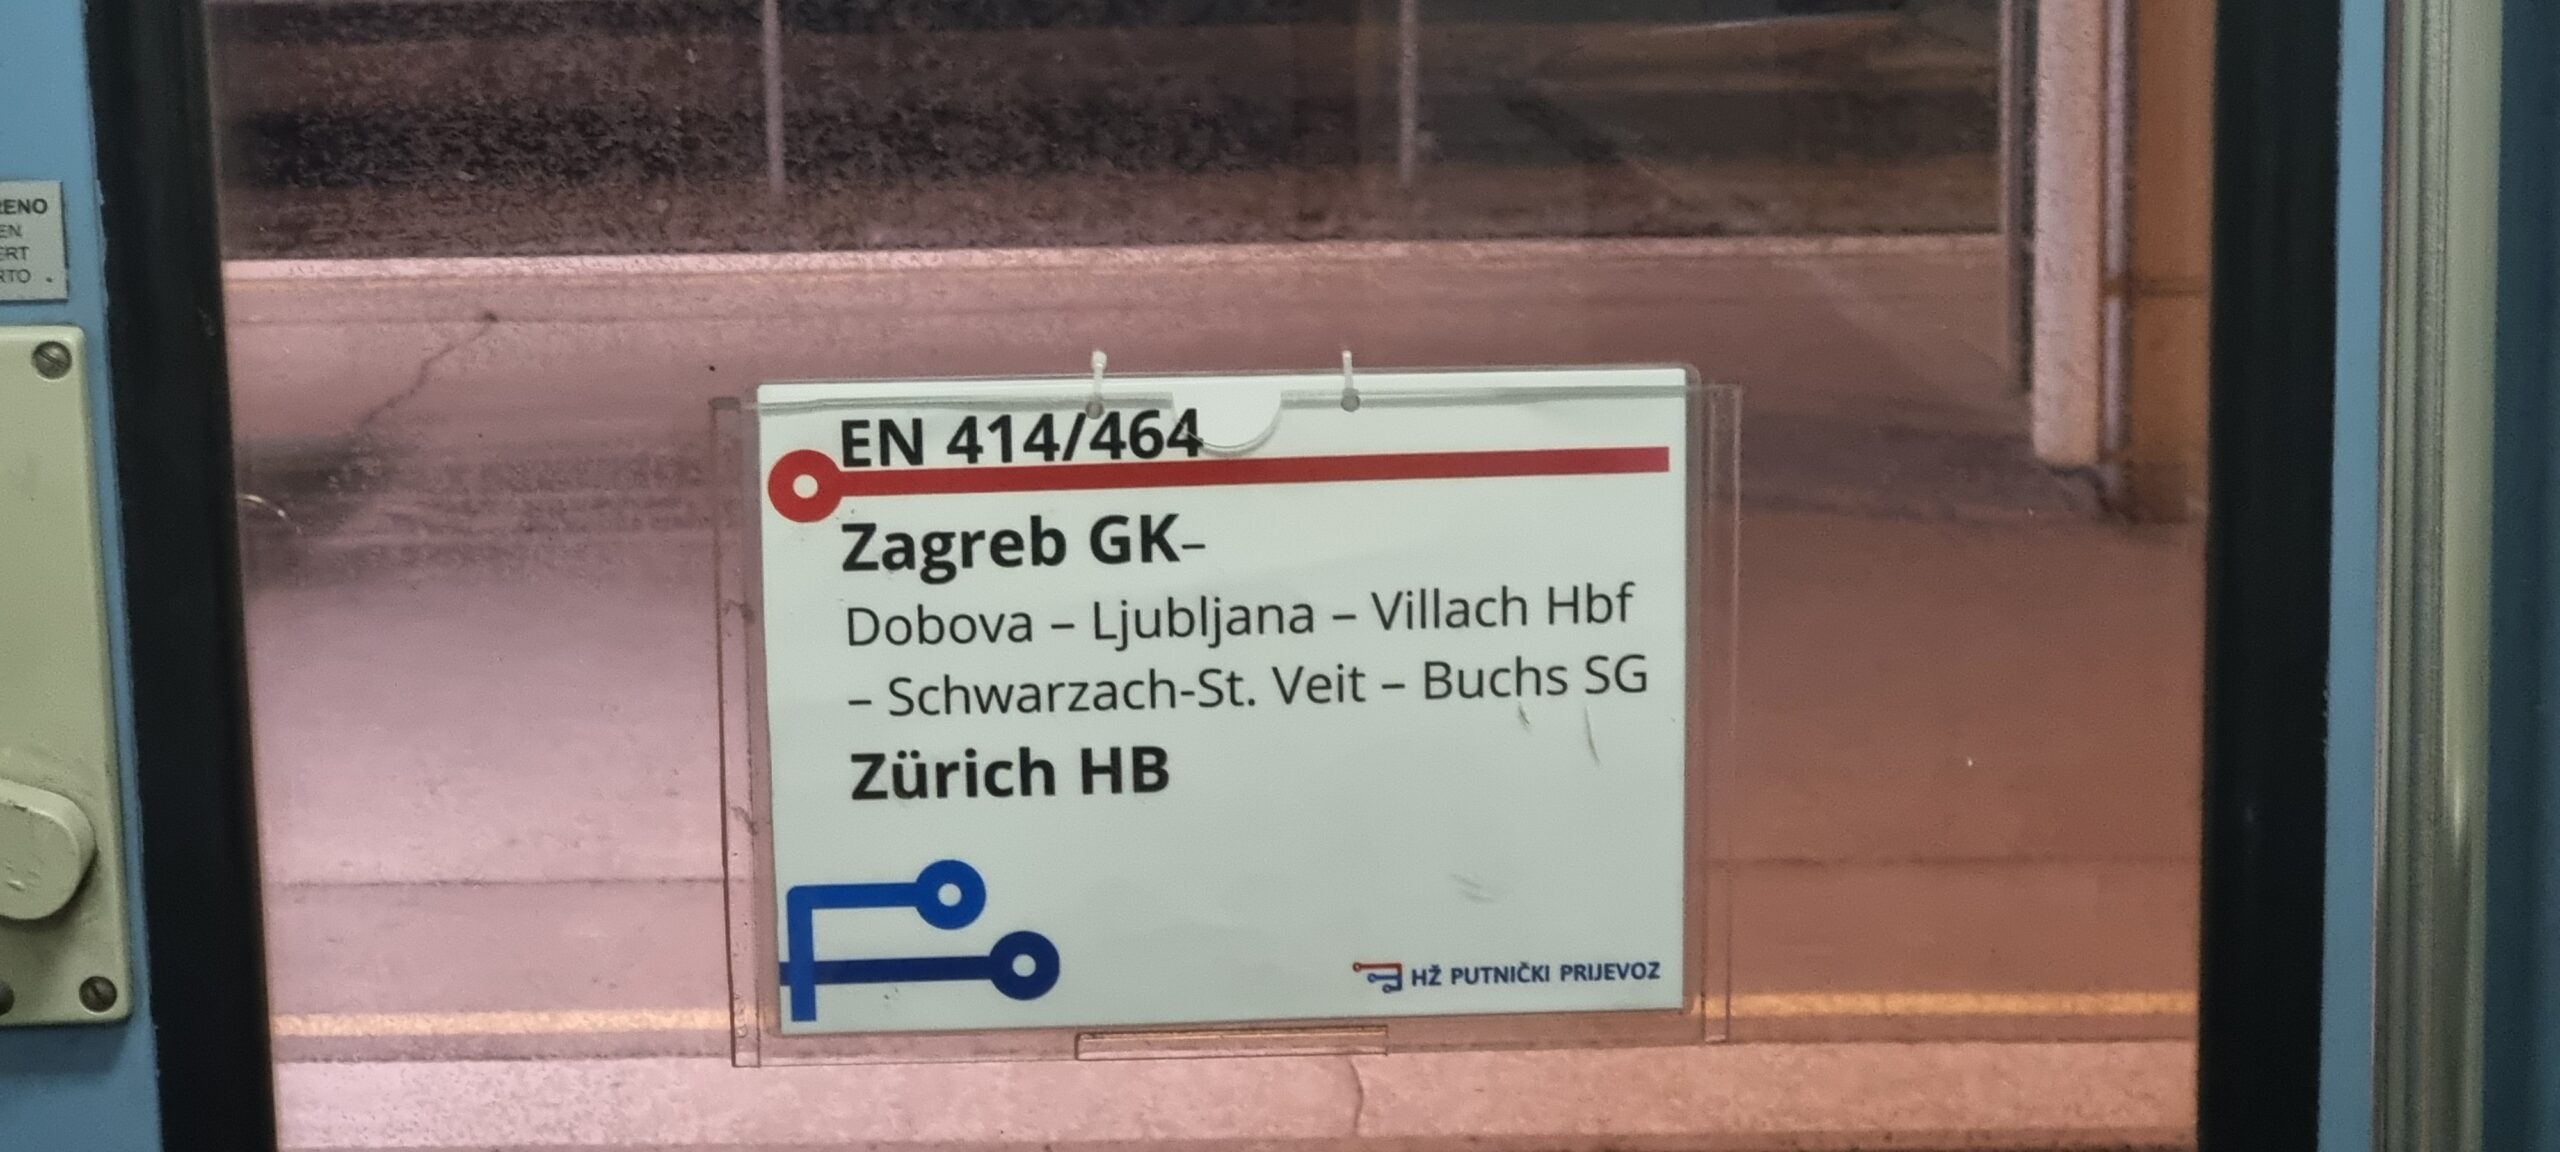 EN 414/464
Zagreb GK–
Dobova – Ljubljana – Villach Hbf
– Schwarzach-St. Veit – Buchs SG
Zürich HB
HŽ PUTNIČKI PRIJEVOZ